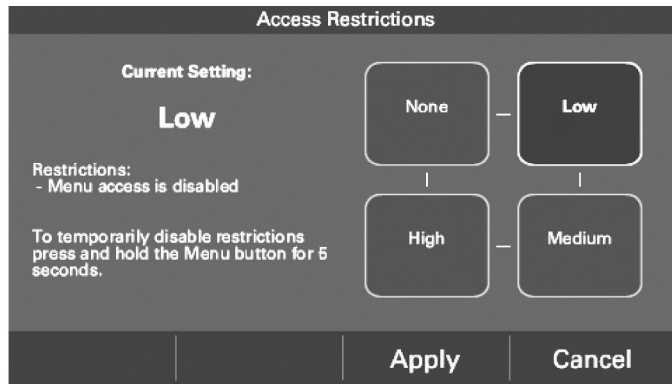 Access Restrictions
Current Setting:
Low
Restrictions:
- Menu access is disabled
To temporarily disable restrictions
press and hold the Menu button for 5
seconds.
None
Low
High
Medium
Apply
Cancel